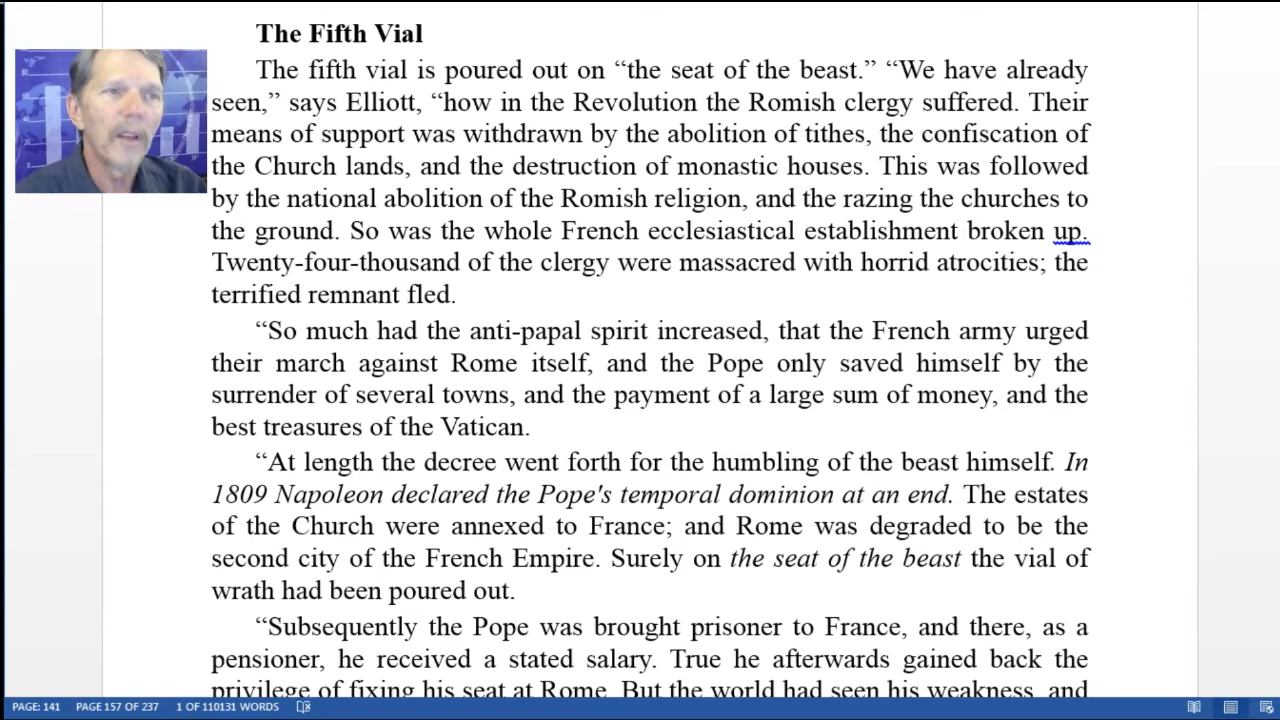 The Fifth Vial
The fifth vial is poured out on “the seat of the beast.” “We have already
seen,” says Elliott, “how in the Revolution the Romish clergy suffered. Their
means of support was withdrawn by the abolition of tithes, the confiscation of
the Church lands, and the destruction of monastic houses. This was followed
by the national abolition of the Romish religion, and the razing the churches to
the ground. So was the whole French ecclesiastical establishment broken up.
Twenty-four-thousand of the clergy were massacred with horrid atrocities; the
terrified remnant fled.
“So much had the anti-papal spirit increased, that the French army urged
their march against Rome itself, and the Pope only saved himself by the
surrender of several towns, and the payment of a large sum of money, and the
best treasures of the Vatican.
“At length the decree went forth for the humbling of the beast himself. In
1809 Napoleon declared the Pope's temporal dominion at an end. The estates
of the Church were annexed to France; and Rome was degraded to be the
second city of the French Empire. Surely on the seat of the beast the vial of
wrath had been poured out.
“Subsequently the Pope was brought prisoner to France, and there, as a
pensioner, he received a stated salary. True he afterwards gained back the
privilege of fixing his seat at Rome. But the world had seen his weakness, and
PAGE: 141 PAGE 157 OF 237 1 OF 110131 WORDS